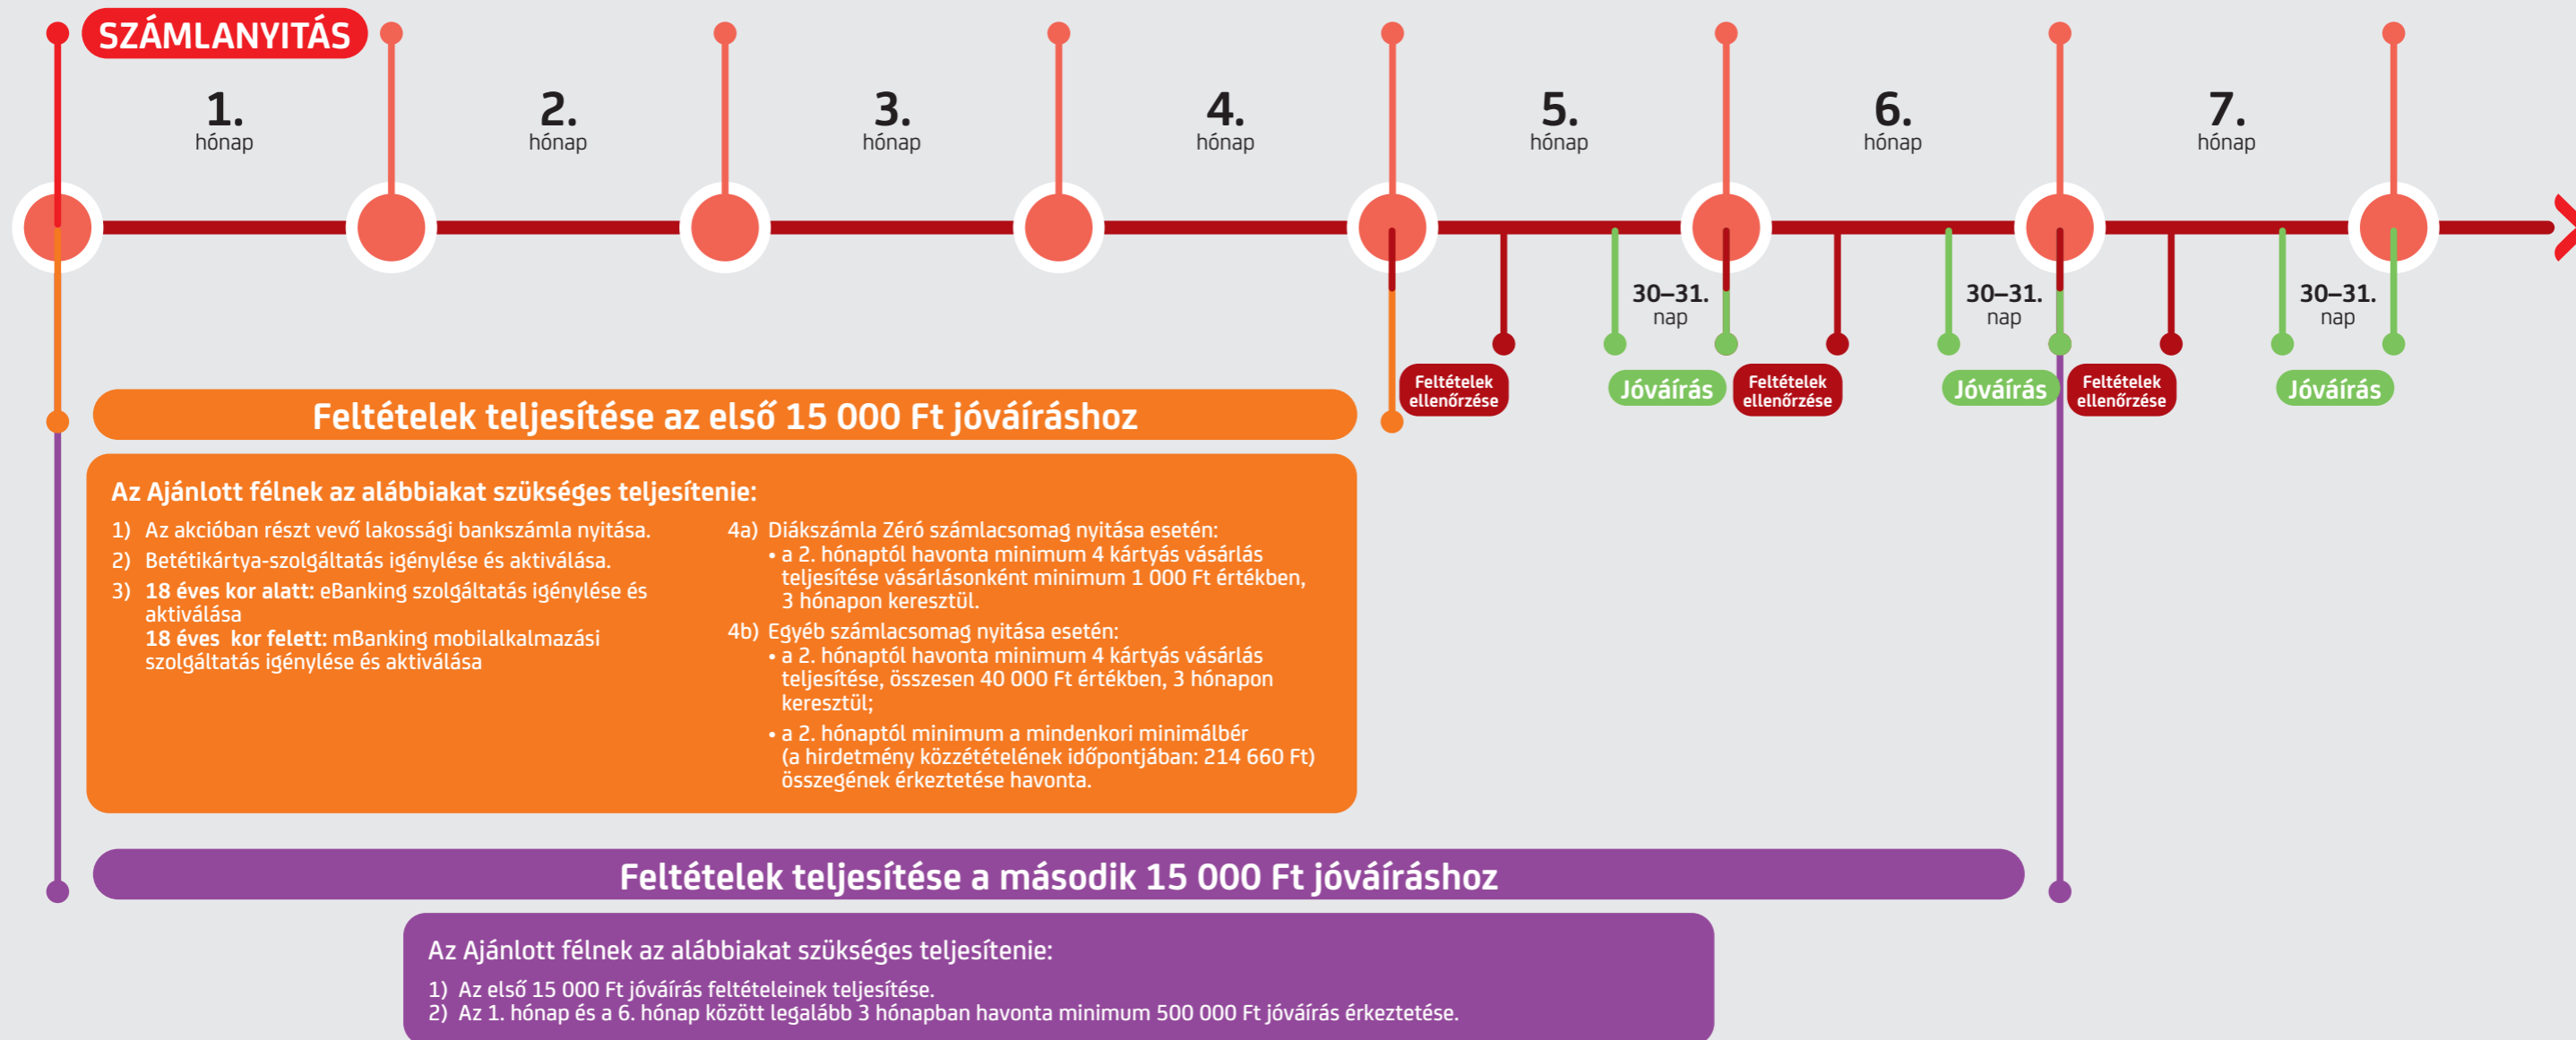 SZÁMLANYITÁS
1.
hónap
2.
hónap
3.
hónap
4.
hónap
5.
hónap
6.
hónap
7.
hónap
30–31.
nap
30–31.
nap
30–31.
nap
Feltételek
ellenőrzése
Jóváírás
Feltételek
ellenőrzése
Jóváírás
Feltételek
ellenőrzése
Jóváírás
Feltételek teljesítése az első 15 000 Ft jóváíráshoz
Az Ajánlott félnek az alábbiakat szükséges teljesítenie:
1) Az akcióban részt vevő lakossági bankszámla nyitása.
2) Betétikártya-szolgáltatás igénylése és aktiválása.
3) 18 éves kor alatt: eBanking szolgáltatás igénylése és
aktiválása
18 éves kor felett: mBanking mobilalkalmazási
szolgáltatás igénylése és aktiválása
4a) Diákszámla Zéró számlacsomag nyitása esetén:
• a 2. hónaptól havonta minimum 4 kártyás vásárlás
teljesítése vásárlásonként minimum 1 000 Ft értékben,
3 hónapon keresztül.
4b) Egyéb számlacsomag nyitása esetén:
• a 2. hónaptól havonta minimum 4 kártyás vásárlás
teljesítése, összesen 40 000 Ft értékben, 3 hónapon
keresztül;
• a 2. hónaptól minimum a mindenkori minimálbér
(a hirdetmény közzétételének időpontjában: 214 660 Ft)
összegének érkeztetése havonta.
Feltételek teljesítése a második 15 000 Ft jóváíráshoz
Az Ajánlott félnek az alábbiakat szükséges teljesítenie:
1) Az első 15 000 Ft jóváírás feltételeinek teljesítése.
2) Az 1. hónap és a 6. hónap között legalább 3 hónapban havonta minimum 500 000 Ft jóváírás érkeztetése.